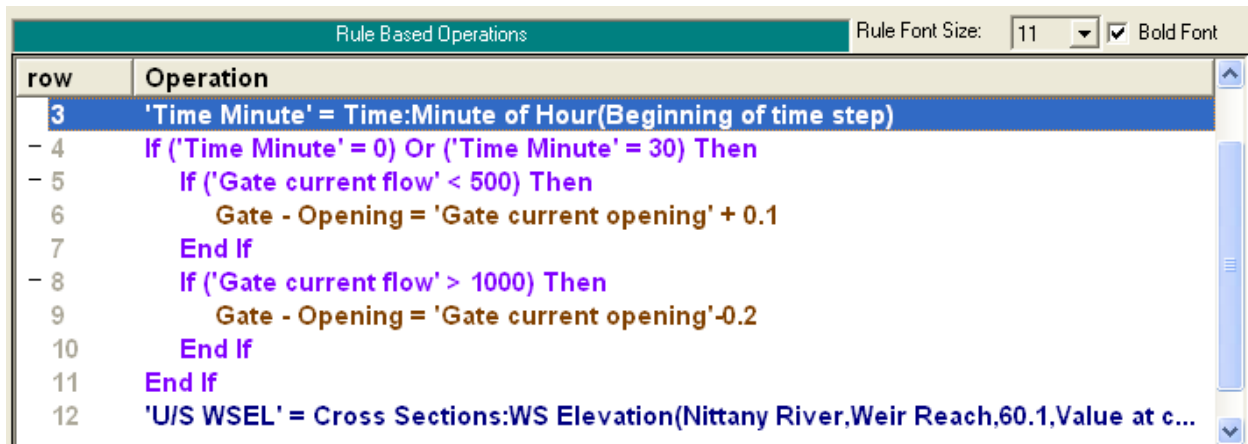 Rule Based Operations Rule Font Size: 11 Bold Font
row Operation
3 'Time Minute' = Time:Minute of Hour(Beginning of time step)
− 4 If ('Time Minute' = 0) Or ('Time Minute' = 30) Then
− 5 If ('Gate current flow' < 500) Then
6 Gate - Opening = 'Gate current opening' + 0.1
7 End If
− 8 If ('Gate current flow' > 1000) Then
9 Gate - Opening = 'Gate current opening'-0.2
10 End If
11 End If
12 'U/S WSEL' = Cross Sections:WS Elevation(Nittany River,Weir Reach,60.1,Value at c...